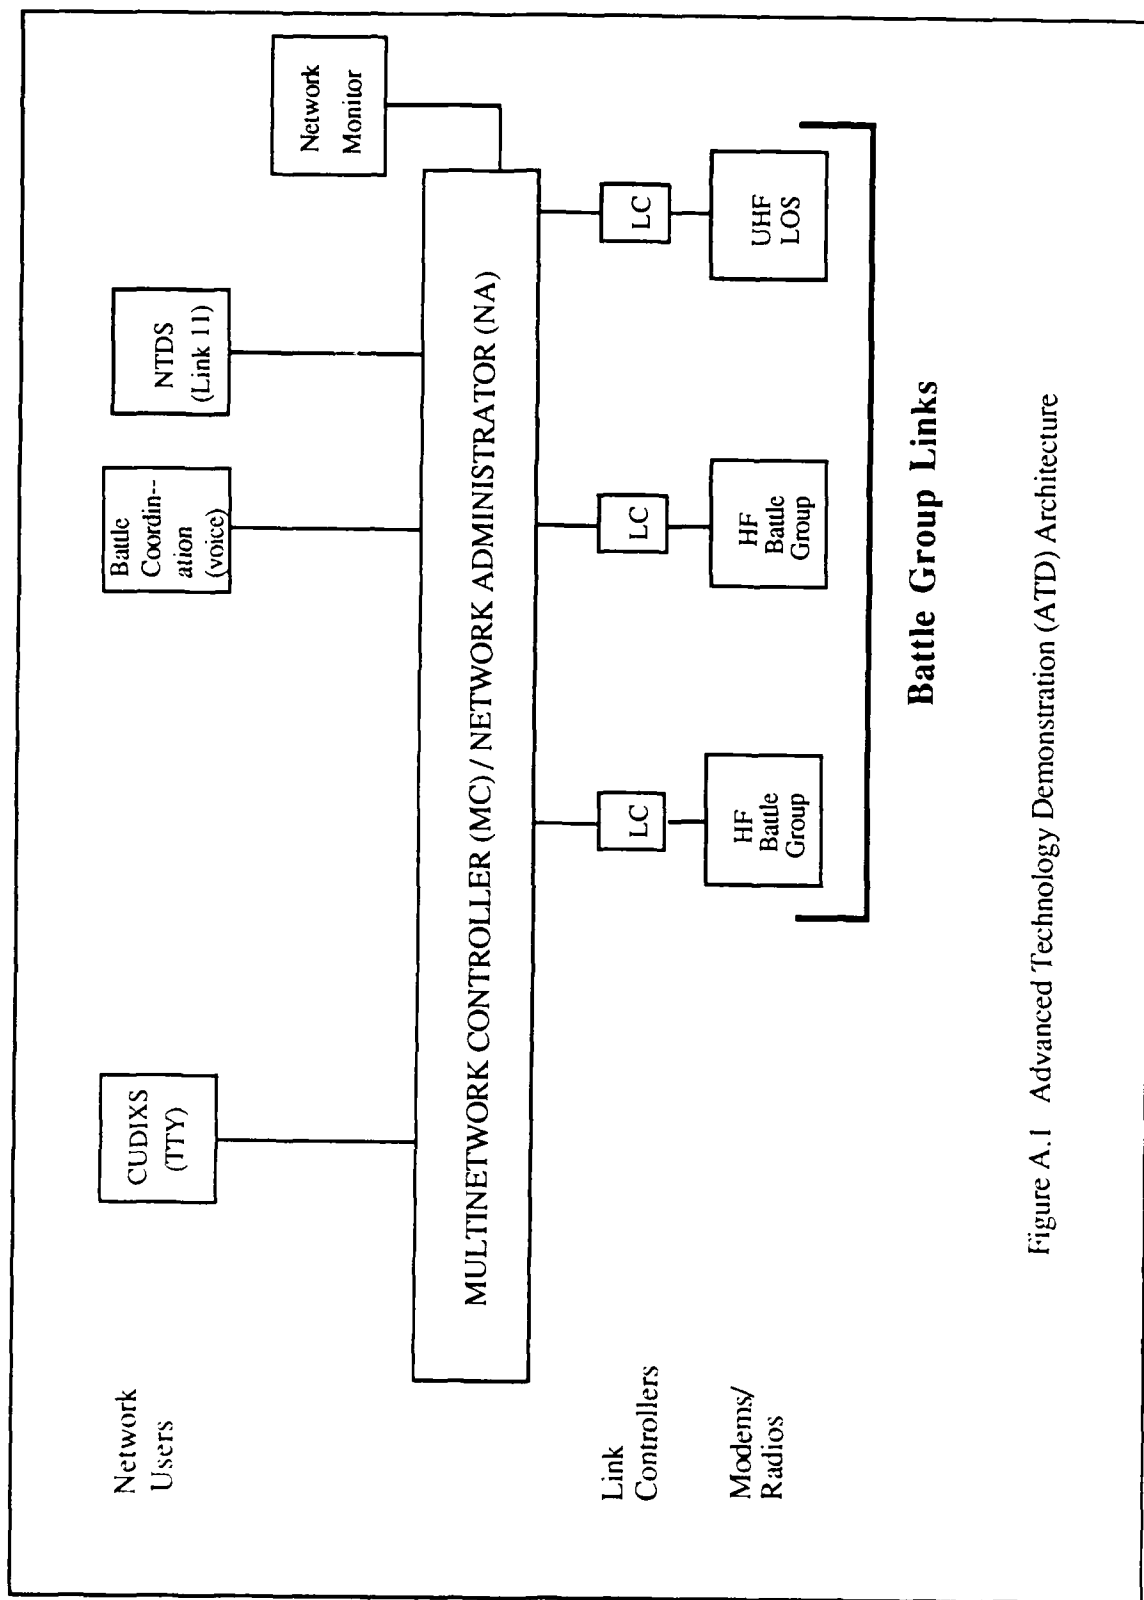 Network
Users
CUDIXS
(TTY)
Battle
Coordin--
ation
(voice)
NTDS
(Link 11)
Network
Monitor
MULTINETWORK CONTROLLER (MC) / NETWORK ADMINISTRATOR (NA)
Link
Controllers
LC
LC
LC
Modems/
Radios
HF
Battle
Group
HF
Battle
Group
UHF
LOS
Battle Group Links
Figure A.1 Advanced Technology Demonstration (ATD) Architecture